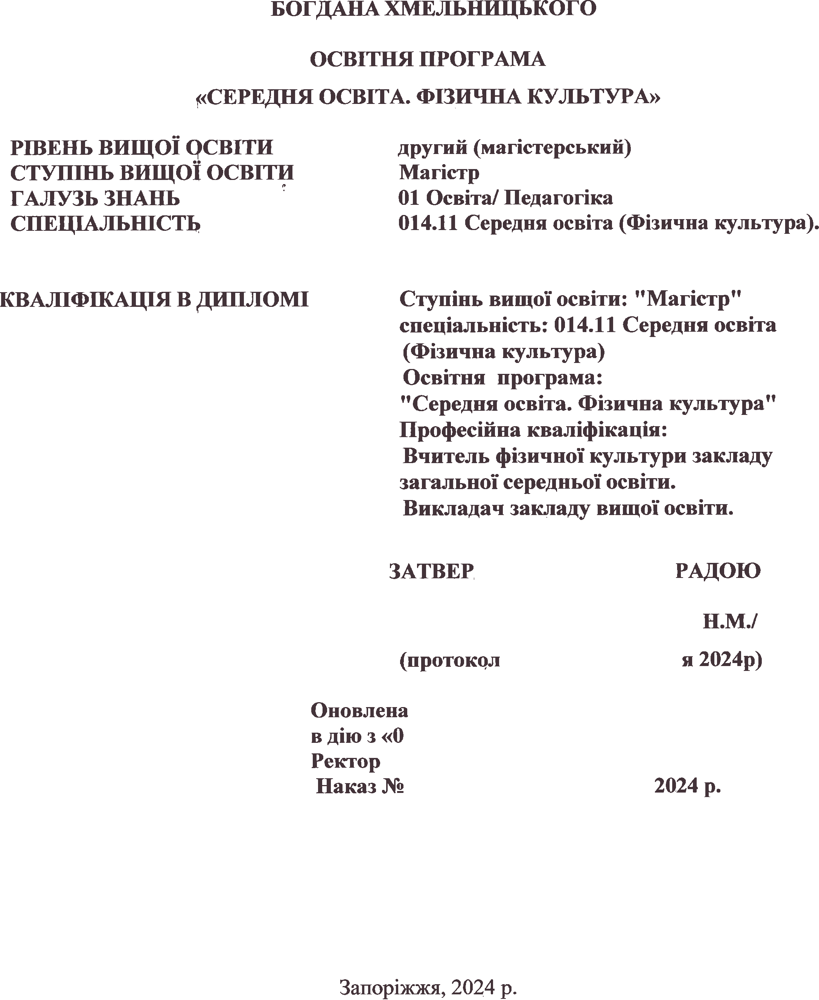 БОГДАНА ХМЕЛЬНИЦЬКОГО
ОСВІТНЯ ПРОГРАМА
«СЕРЕДНЯ ОСВІТА. ФІЗИЧНА КУЛЬТУРА»
РІВЕНЬ ВИЩОЇ ОСВІТИ другий (магістерський)
СТУПІНЬ ВИЩОЇ ОСВІТИ Магістр
ГАЛУЗЬ ЗНАНЬ 01 Освіта/ Педагогіка
СПЕЦІАЛЬНІСТЬ 014.11 Середня освіта (Фізична культура).
КВАЛІФІКАЦІЯ В ДИПЛОМІ Ступінь вищої освіти: "Магістр"
спеціальність: 014.11 Середня освіта
(Фізична культура)
Освітня програма:
"Середня освіта. Фізична культура"
Професійна кваліфікація:
Вчитель фізичної культури закладу
загальної середньої освіти.
Викладач закладу вищої освіти.
ЗАТВЕР РАДОЮ
Н.М./
(протокол я 2024р)
Оновлена
в дію з «0
Ректор
Наказ № 2024 р.
Запоріжжя, 2024 р.